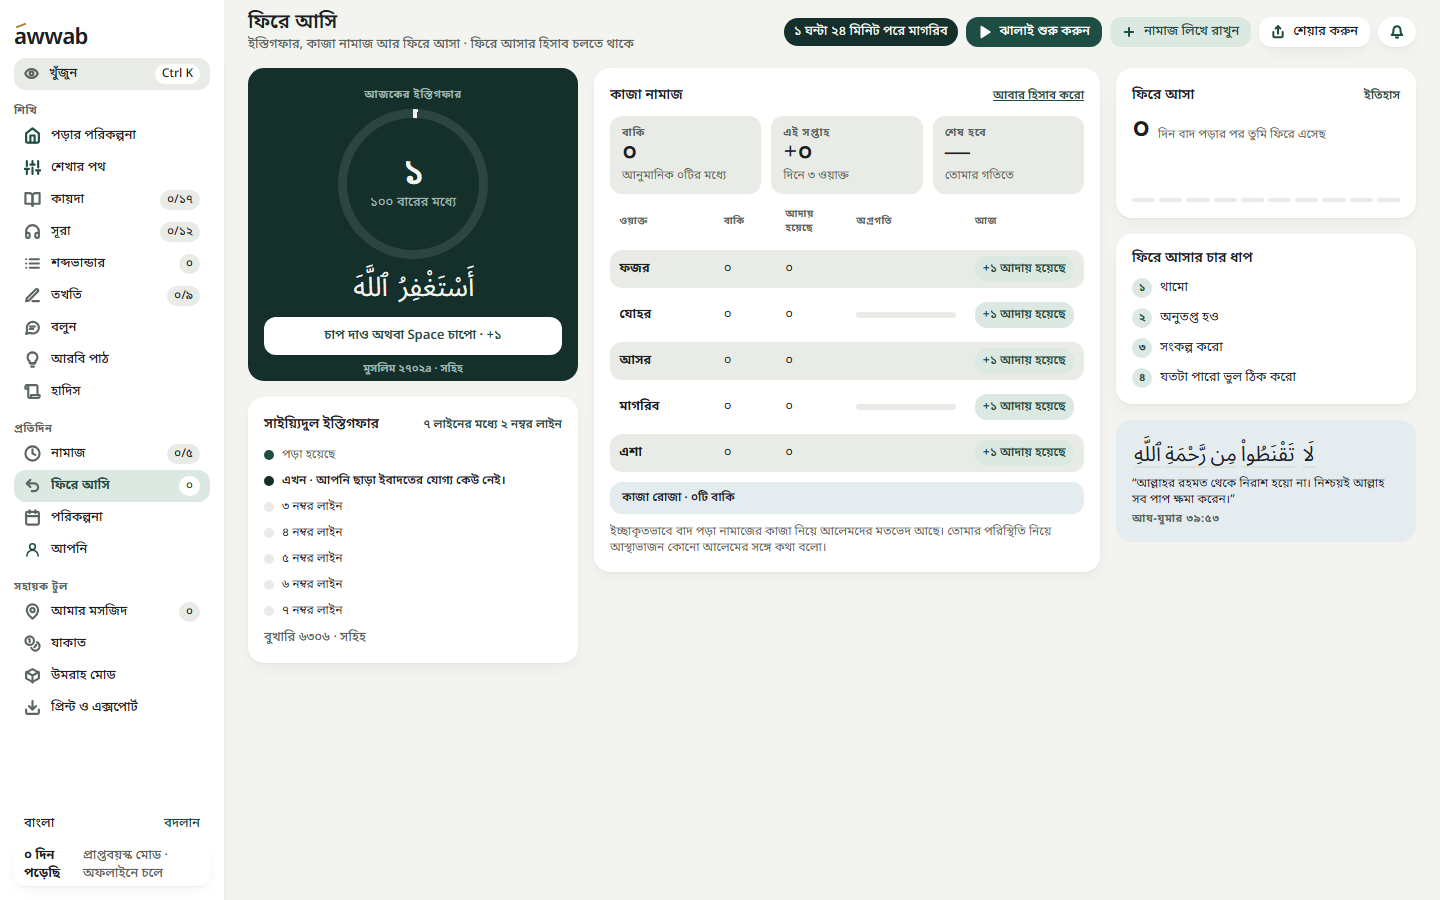 awwab
খুঁজুন
Ctrl K
শিখি
পড়ার পরিকল্পনা
শেখার পথ
কায়দা
০/১৭
সূরা
০/১২
শব্দভান্ডার
০
তখতি
০/৯
বলুন
আরবি পাঠ
হাদিস
প্রতিদিন
নামাজ
০/৫
ফিরে আসি
০
পরিকল্পনা
আপনি
সহায়ক টুল
আমার মসজিদ
০
যাকাত
উমরাহ মোড
প্রিন্ট ও এক্সপোর্ট
বাংলা
বদলান
০ দিন পড়েছি
প্রাপ্তবয়স্ক মোড ·
অফলাইনে চলে
ফিরে আসি
ইস্তিগফার, কাজা নামাজ আর ফিরে আসা · ফিরে আসার হিসাব চলতে থাকে
১ ঘন্টা ২৪ মিনিট পরে মাগরিব
ঝালাই শুরু করুন
নামাজ লিখে রাখুন
শেয়ার করুন
আজকের ইস্তিগফার
১
১০০ বারের মধ্যে
أَسْتَغْفِرُ ٱللَّهَ
চাপ দাও অথবা Space চাপো · +১
মুসলিম ২৭০২a · সহিহ
সাইয়্যিদুল ইস্তিগফার
৭ লাইনের মধ্যে ২ নম্বর লাইন
পড়া হয়েছে
এখন · আপনি ছাড়া ইবাদতের যোগ্য কেউ নেই।
৩ নম্বর লাইন
৪ নম্বর লাইন
৫ নম্বর লাইন
৬ নম্বর লাইন
৭ নম্বর লাইন
বুখারি ৬৩০৬ · সহিহ
কাজা নামাজ
আবার হিসাব করো
বাকি
০
আনুমানিক ০টির মধ্যে
এই সপ্তাহ
+০
দিনে ৩ ওয়াক্ত
শেষ হবে
—
তোমার গতিতে
ওয়াক্ত
বাকি
আদায় হয়েছে
অগ্রগতি
আজ
ফজর ০ ০ +১ আদায় হয়েছে
যোহর ০ ০ +১ আদায় হয়েছে
আসর ০ ০ +১ আদায় হয়েছে
মাগরিব ০ ০ +১ আদায় হয়েছে
এশা ০ ০ +১ আদায় হয়েছে
কাজা রোজা · ০টি বাকি
ইচ্ছাকৃতভাবে বাদ পড়া নামাজের কাজা নিয়ে আলেমদের মতভেদ আছে। তোমার পরিস্থিতি নিয়ে
আস্থাভাজন কোনো আলেমের সঙ্গে কথা বলো।
ফিরে আসা
ইতিহাস
০ দিন বাদ পড়ার পর তুমি ফিরে এসেছ
ফিরে আসার চার ধাপ
১ থামো
২ অনুতপ্ত হও
৩ সংকল্প করো
৪ যতটা পারো ভুল ঠিক করো
لَا تَقْنَطُوا۟ مِن رَّحْمَةِ ٱللَّهِ
“আল্লাহর রহমত থেকে নিরাশ হয়ো না। নিশ্চয়ই আল্লাহ
সব পাপ ক্ষমা করেন।”
আয-যুমার ৩৯:৫৩